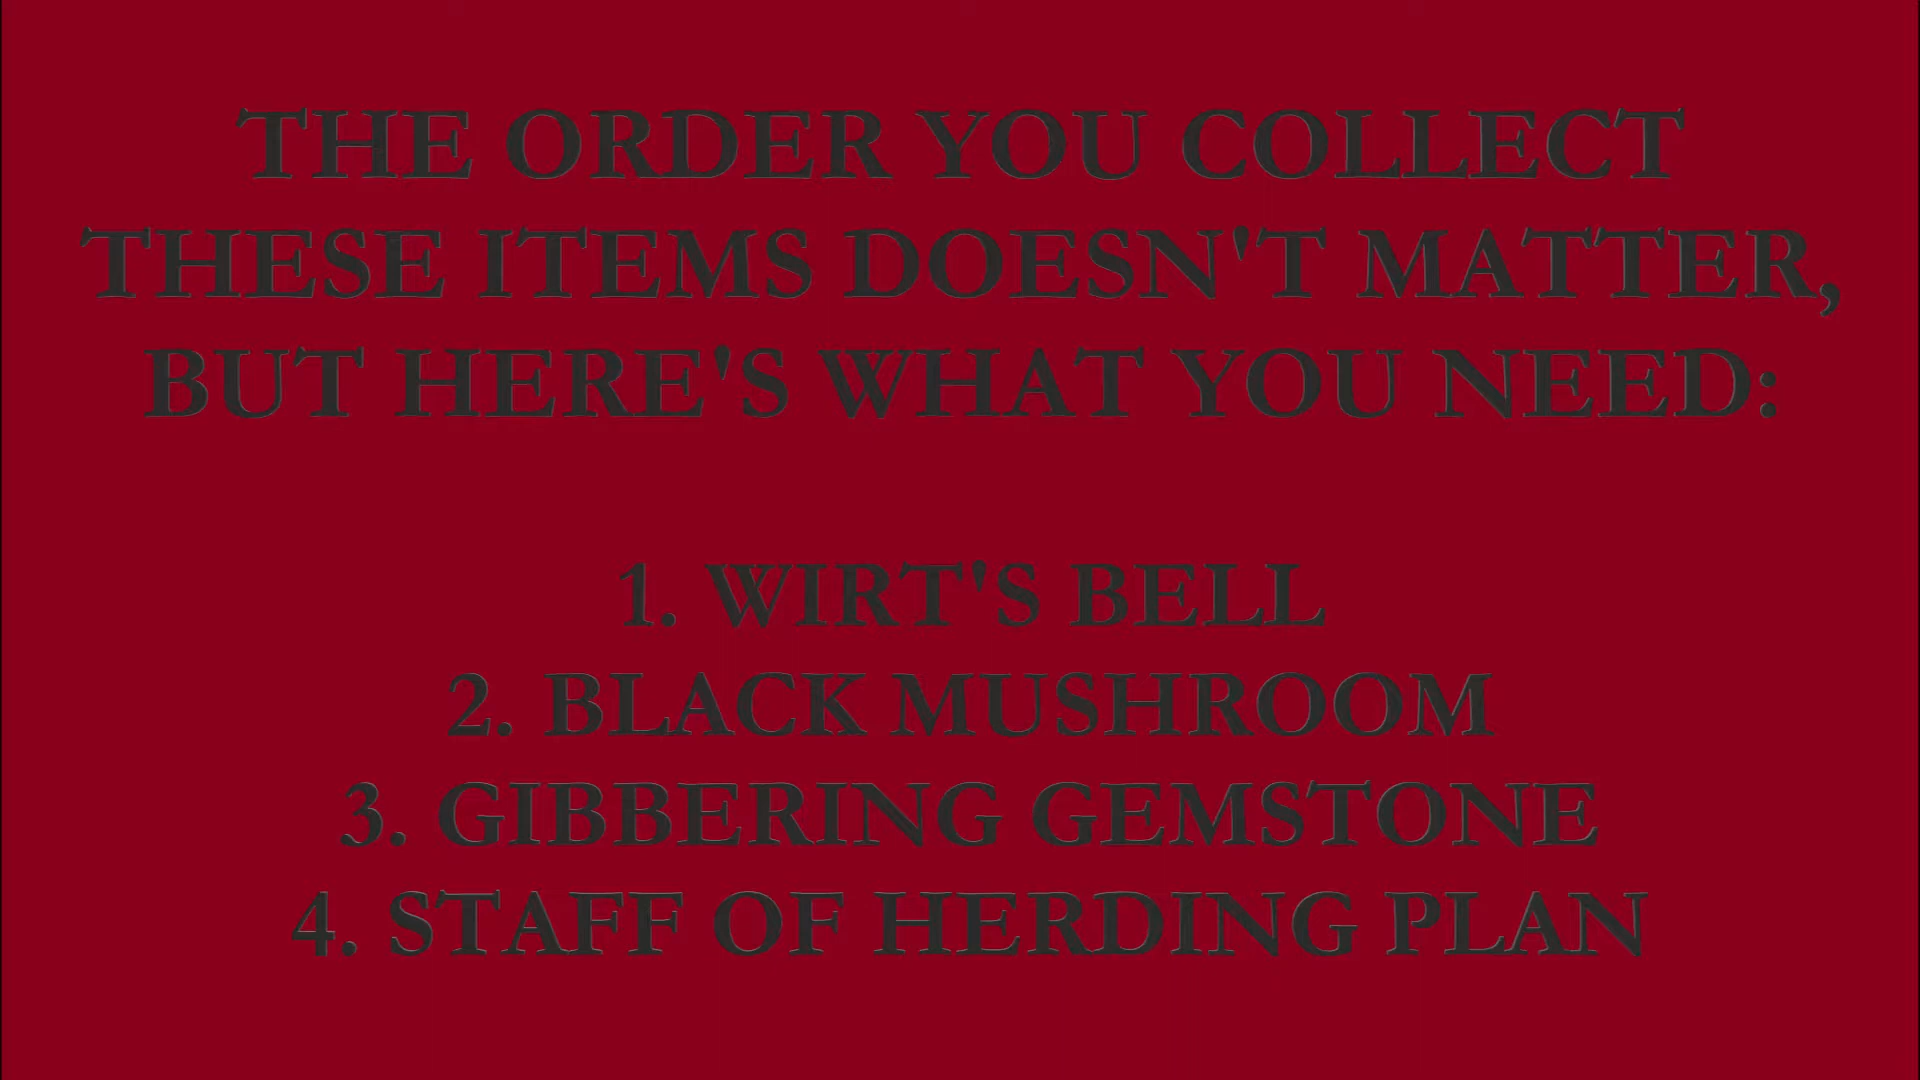 THE ORDER YOU COLLECT
THESE ITEMS DOESN'T MATTER,
BUT HERE'S WHAT YOU NEED:
1. WIRT'S BELL
2. BLACK MUSHROOM
3. GIBBERING GEMSTONE
4. STAFF OF HERDING PLAN